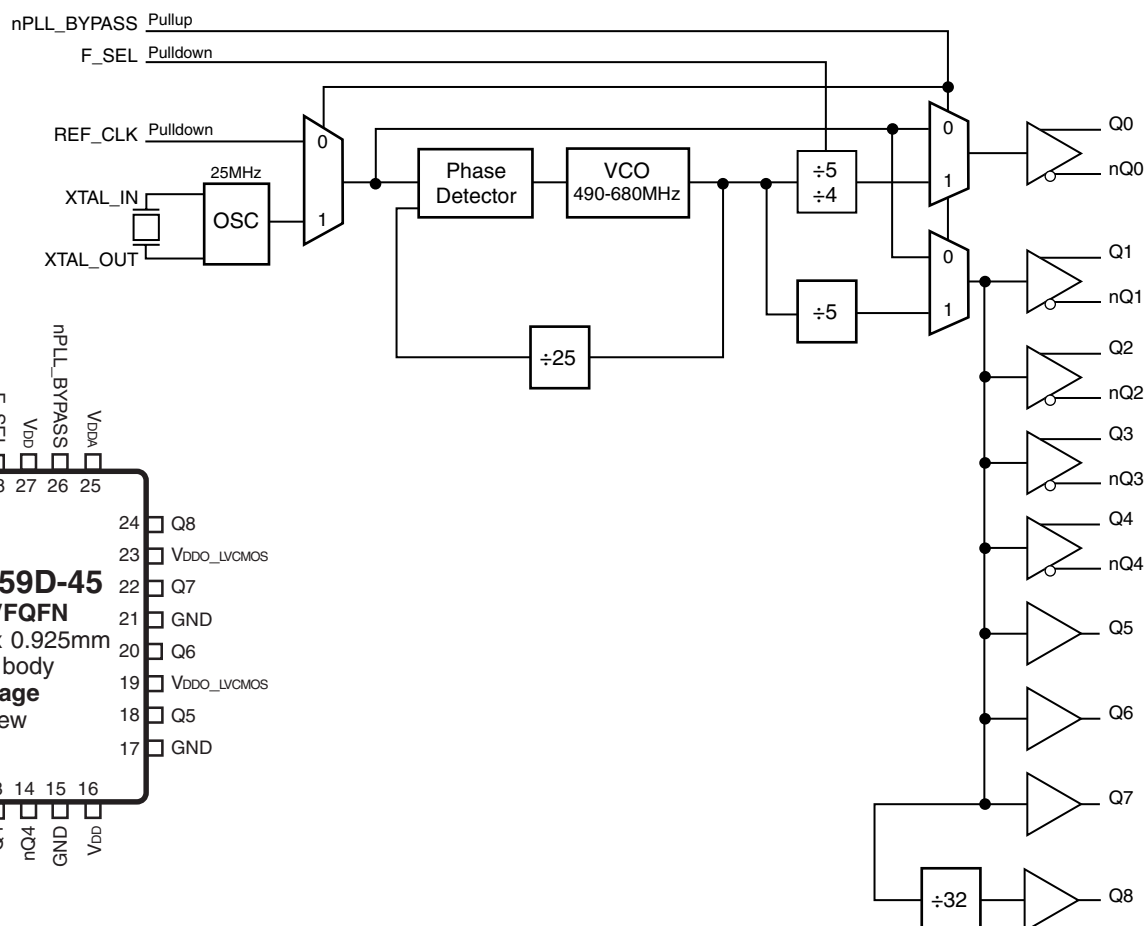 nPLL_BYPASS Pullup
F_SEL Pulldown
REF_CLK Pulldown
25MHz
XTAL_IN
OSC
XTAL_OUT
0
1
Phase
Detector
VCO
490-680MHz
÷5
÷4
÷5
÷25
0
1
0
1
Q0
nQ0
Q1
nQ1
Q2
nQ2
Q3
nQ3
Q4
nQ4
Q5
Q6
Q7
÷32
Q8
VDD
nPLL_BYPASS
VDDA
27 26 25
24 Q8
23 VDDO_LVCMOS
22 Q7
21 GND
20 Q6
19 VDDO_LVCMOS
18 Q5
17 GND
59D-45
VFQFN
x 0.925mm
body
14 15 16
nQ4
GND
VDD